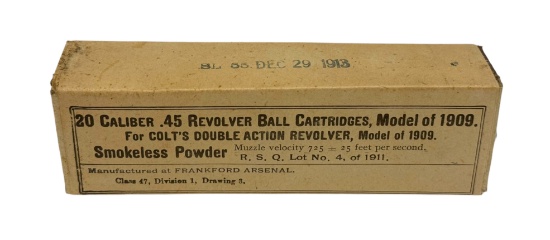 BL 88 DEC 29 1913
20 CALIBER .45 REVOLVER BALL CARTRIDGES, Model of 1909.
FOR COLT'S DOUBLE ACTION REVOLVER, Model of 1909.
Smokeless Powder Muzzle velocity 725 ± 25 feet per second.
R. S. Q. Lot No. 4, of 1911.
Manufactured at FRANKFORD ARSENAL.
Class 47, Division 1, Drawing 3.